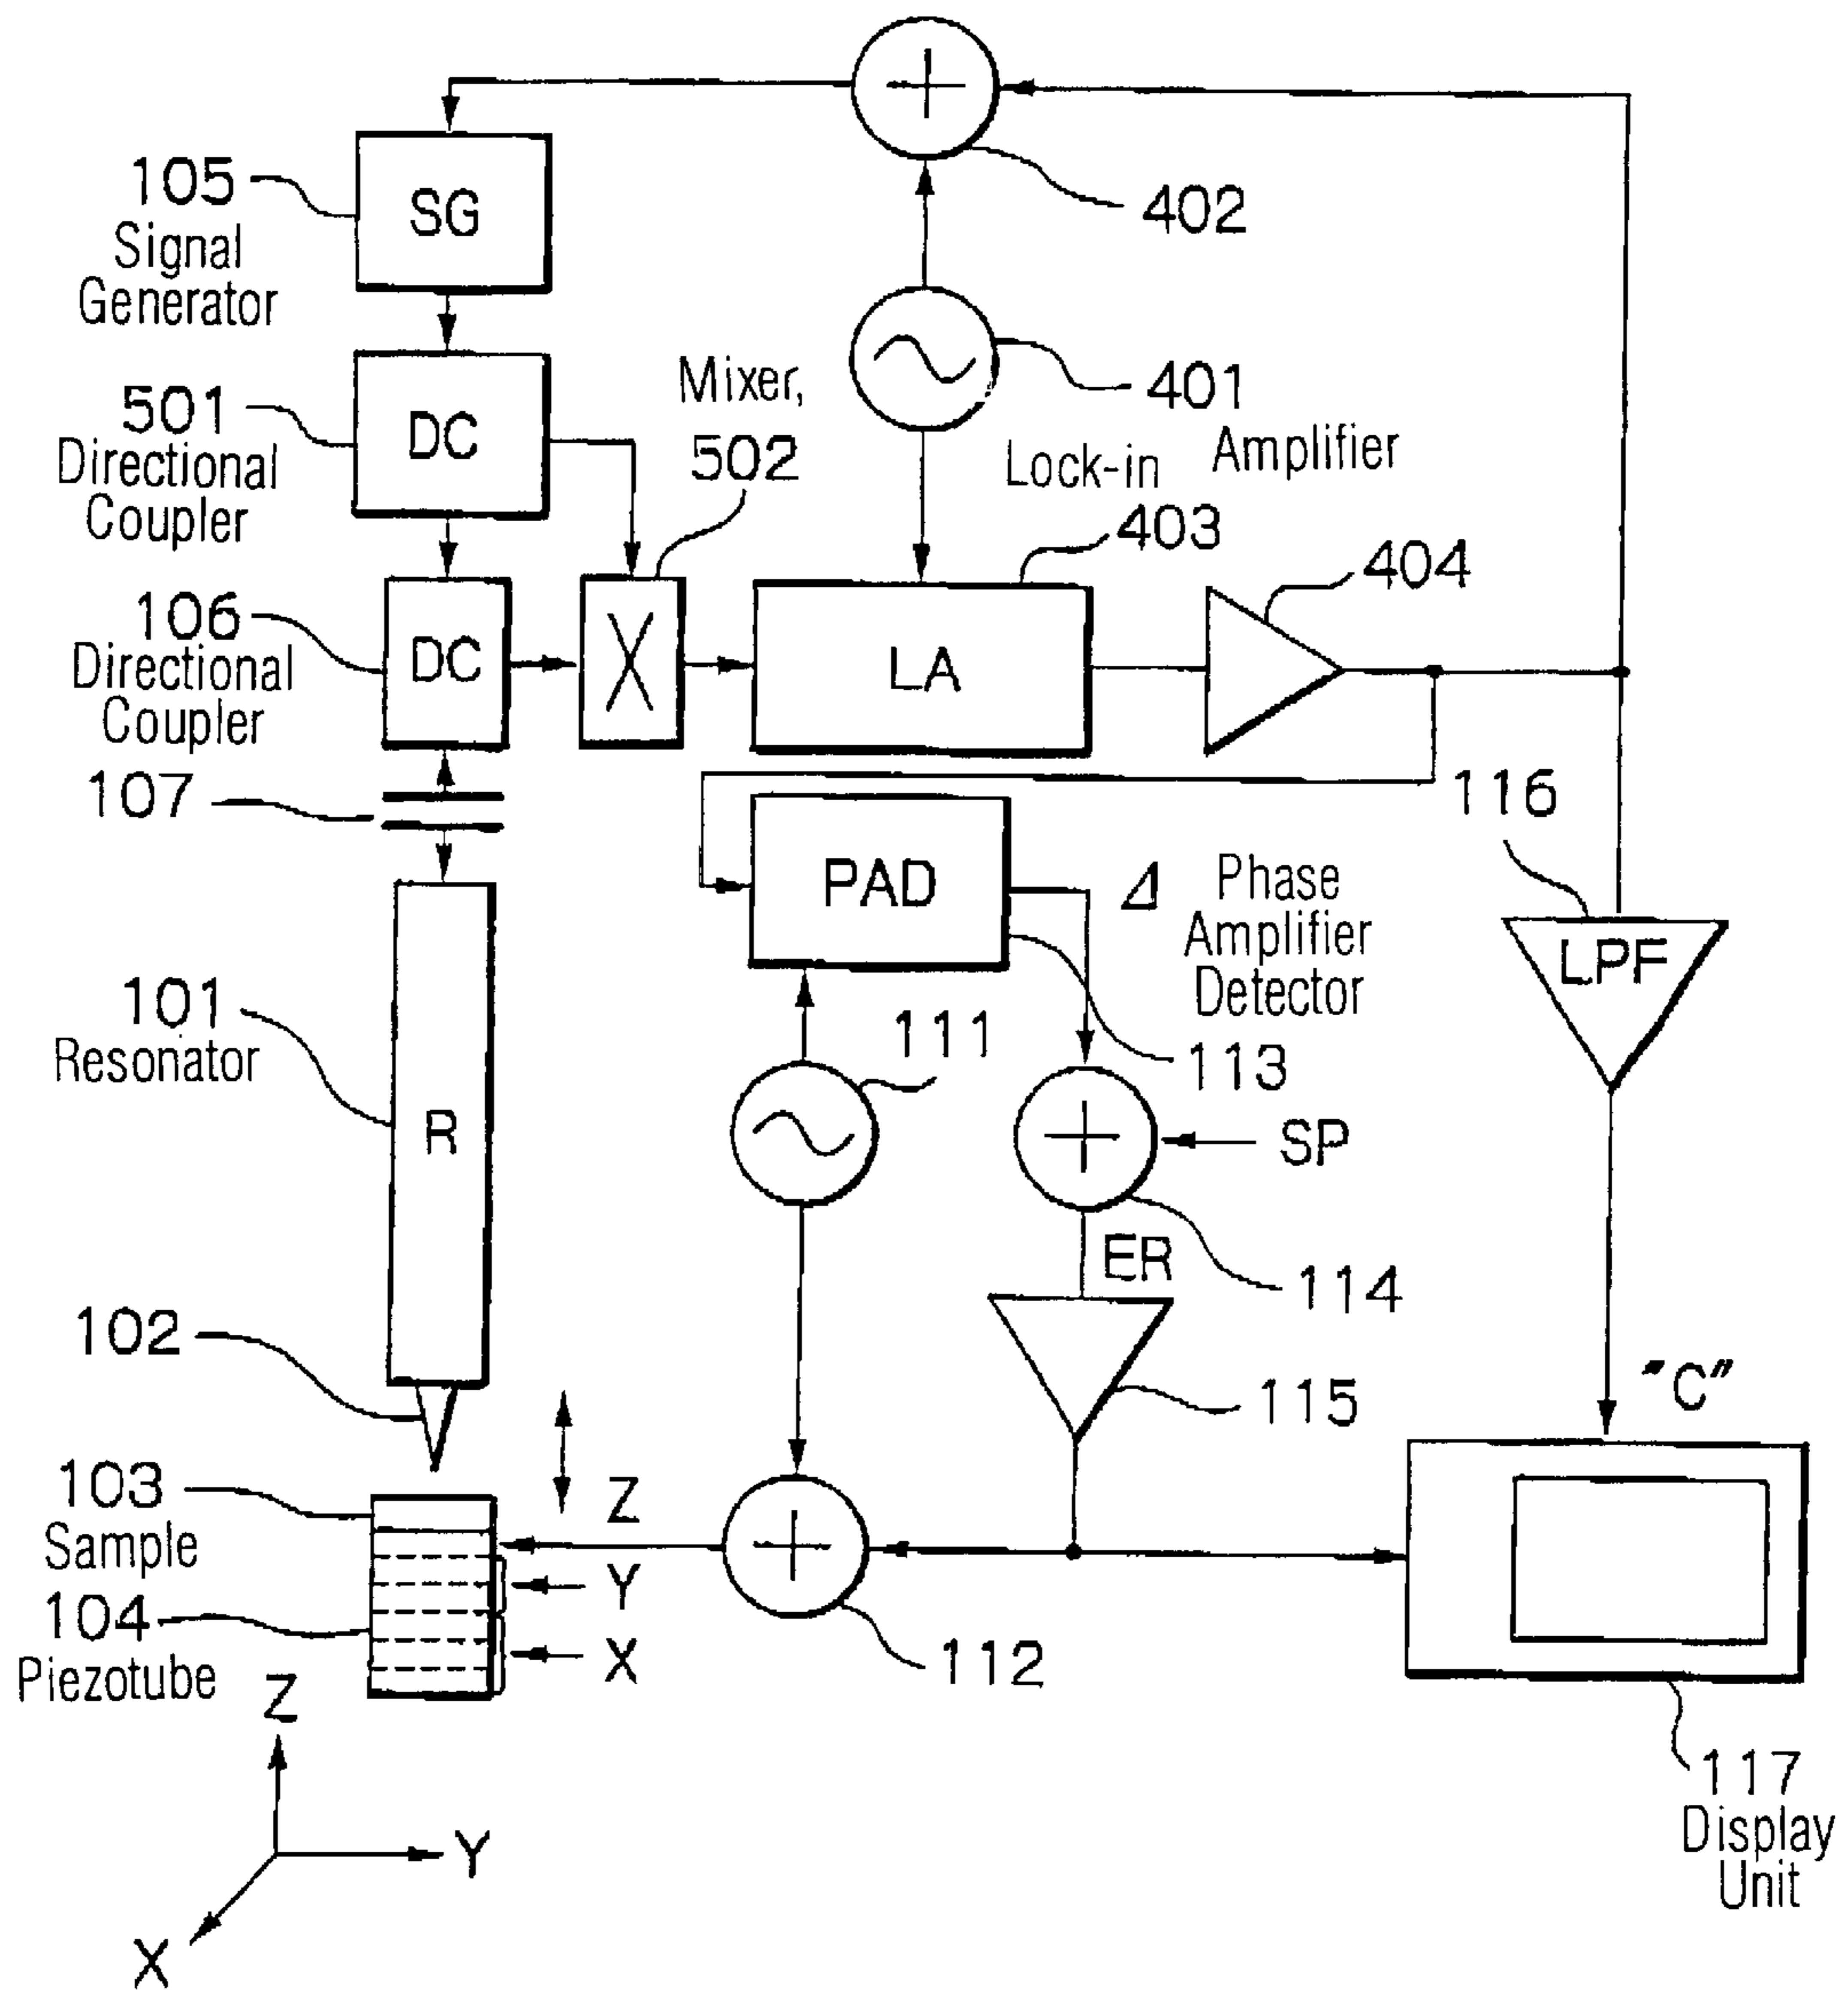 402
105
SG
Signal
Generator
401
Mixer,
502
501
DC
Directional
Coupler
Lock-in Amplifier
403
404
106
DC
Directional
Coupler
X
LA
107
116
PAD
Δ
Phase
Amplifier
Detector
LPF
101
Resonator
R
111
113
SP
ER
114
102
115
"C"
103
Sample
Z
Y
104
Piezotube
X
112
117
Display
Unit
Z
Y
X